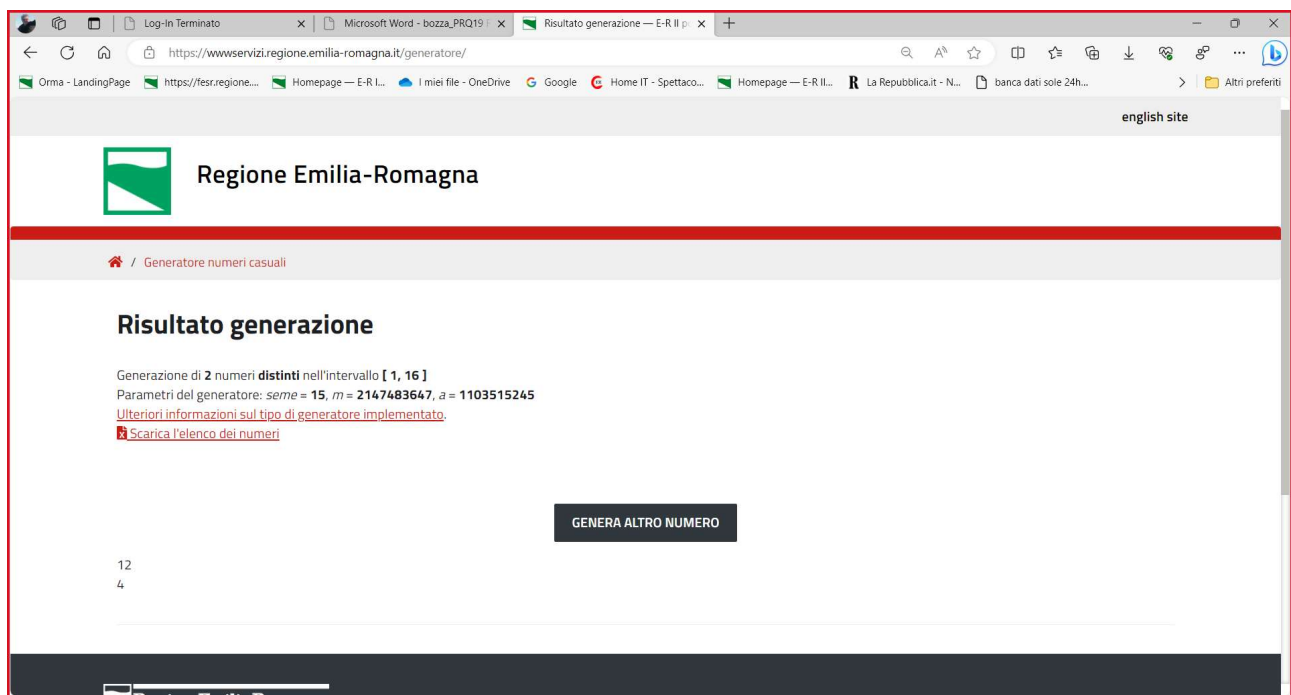 Log-In Terminato
Microsoft Word - bozza_PRQ19
Risultato generazione — E-R Il p
https://wwwservizi.regione.emilia-romagna.it/generatore/
Orma - LandingPage
https://fesr.regione....
Homepage — E-R I...
I miei file - OneDrive
Google
Home IT - Spettaco...
Homepage — E-R Il...
La Repubblica.it - N...
banca dati sole 24h...
Altri preferiti
english site
Regione Emilia-Romagna
/ Generatore numeri casuali
Risultato generazione
Generazione di 2 numeri distinti nell'intervallo [ 1, 16 ]
Parametri del generatore: seme = 15, m = 2147483647, a = 1103515245
Ulteriori informazioni sul tipo di generatore implementato.
Scarica l'elenco dei numeri
GENERA ALTRO NUMERO
12
4